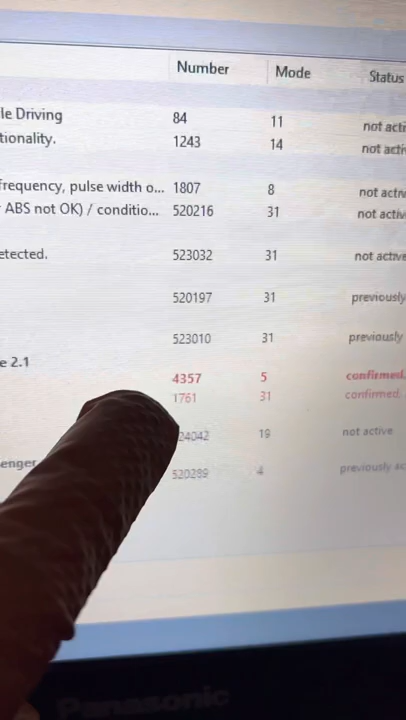 Number Mode Status
le Driving 84 11 not acti
tionality. 1243 14 not activ
frequency, pulse width o... 1807 8 not activ
ABS not OK) / conditio... 520216 31 not activ
etected. 523032 31 not active
520197 31 previously
523010 31 previously
e 2.1
4357 5 confirmed,
1761 31 confirmed,
24042 19 not active
enger 520289 4 previously ac
Panasonic